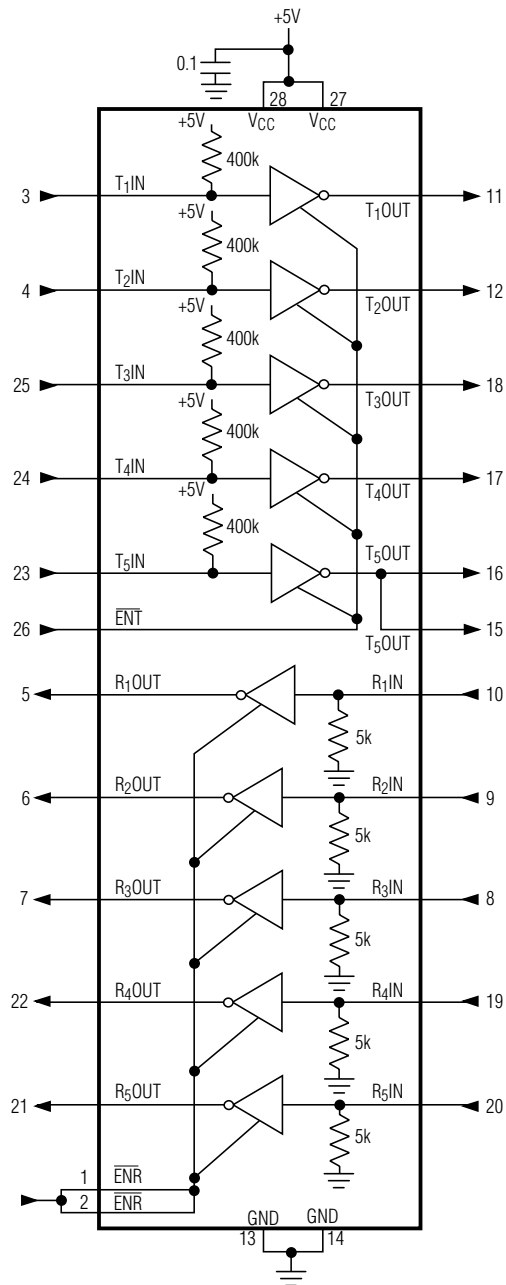 +5V
0.1
28 27
VCC VCC
+5V
400k
3 T1IN T1OUT 11
+5V
400k
4 T2IN T2OUT 12
+5V
400k
25 T3IN T3OUT 18
+5V
400k
24 T4IN T4OUT 17
+5V
400k
23 T5IN T5OUT 16
26 E̅N̅T̅ T5OUT 15
5 R1OUT R1IN 10
5k
6 R2OUT R2IN 9
5k
7 R3OUT R3IN 8
5k
22 R4OUT R4IN 19
5k
21 R5OUT R5IN 20
5k
1 E̅N̅R̅
2 E̅N̅R̅
GND GND
13 14